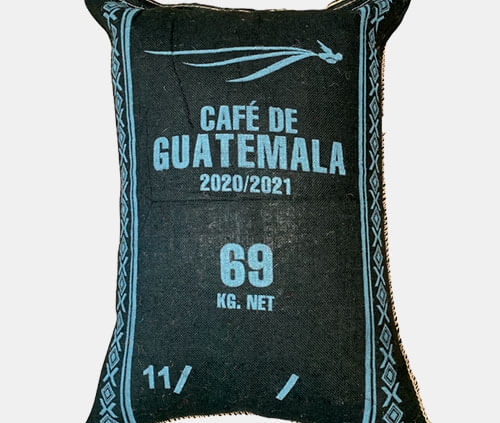 CAFÉ DE
GUATEMALA
2020/2021
69
KG. NET
11/ /